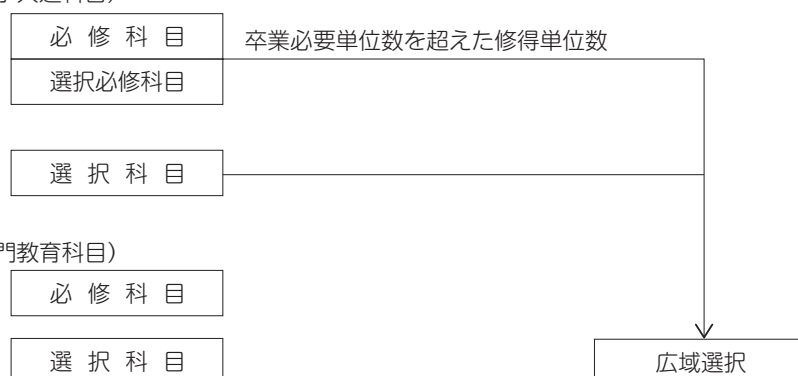 必修科目
卒業必要単位数を超えた修得単位数
選択必修科目
選択科目
門教育科目）
必修科目
選択科目
広域選択